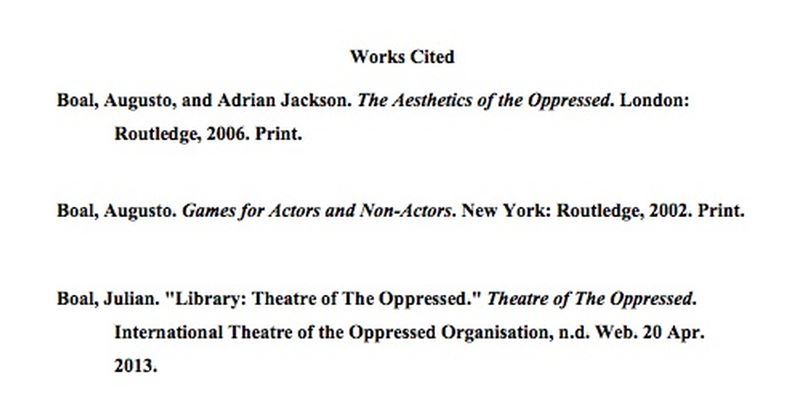 Works Cited
Boal, Augusto, and Adrian Jackson. The Aesthetics of the Oppressed. London:
Routledge, 2006. Print.
Boal, Augusto. Games for Actors and Non-Actors. New York: Routledge, 2002. Print.
Boal, Julian. "Library: Theatre of The Oppressed." Theatre of The Oppressed.
International Theatre of the Oppressed Organisation, n.d. Web. 20 Apr.
2013.